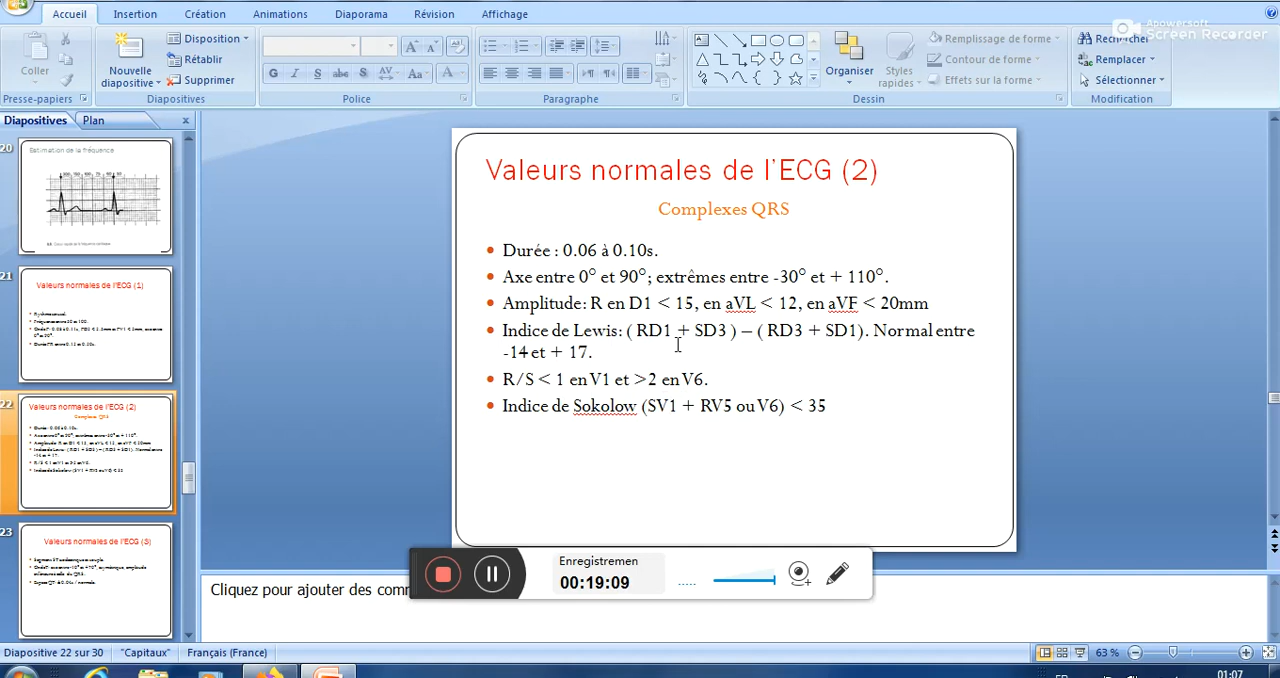 Accueil Insertion Création Animations Diaporama Révision Affichage
Apowersoft
Screen Recorder
Coller
Nouvelle
diapositive
Disposition
Rétablir
Supprimer
Organiser
Styles
rapides
Remplissage de forme
Contour de forme
Effets sur la forme
Rechercher
Remplacer
Sélectionner
Presse-papiers Diapositives Police Paragraphe Dessin Modification
Diapositives Plan
20
Estimation de la fréquence
21
Valeurs normales de l'ECG (1)
22
Valeurs normales de l'ECG (2)
Complexes QRS
23
Valeurs normales de l'ECG (3)
Valeurs normales de l'ECG (2)
Complexes QRS
• Durée : 0.06 à 0.10s.
• Axe entre 0° et 90°; extrêmes entre -30° et + 110°.
• Amplitude: R en D1 < 15, en aVL < 12, en aVF < 20mm
• Indice de Lewis: ( RD1 + SD3 ) – ( RD3 + SD1). Normal entre
-14 et + 17.
• R/S < 1 en V1 et >2 en V6.
• Indice de Sokolow (SV1 + RV5 ou V6) < 35
Enregistremen
00:19:09
Cliquez pour ajouter des com
Diapositive 22 sur 30 "Capitaux" Français (France) 63 %
01:07